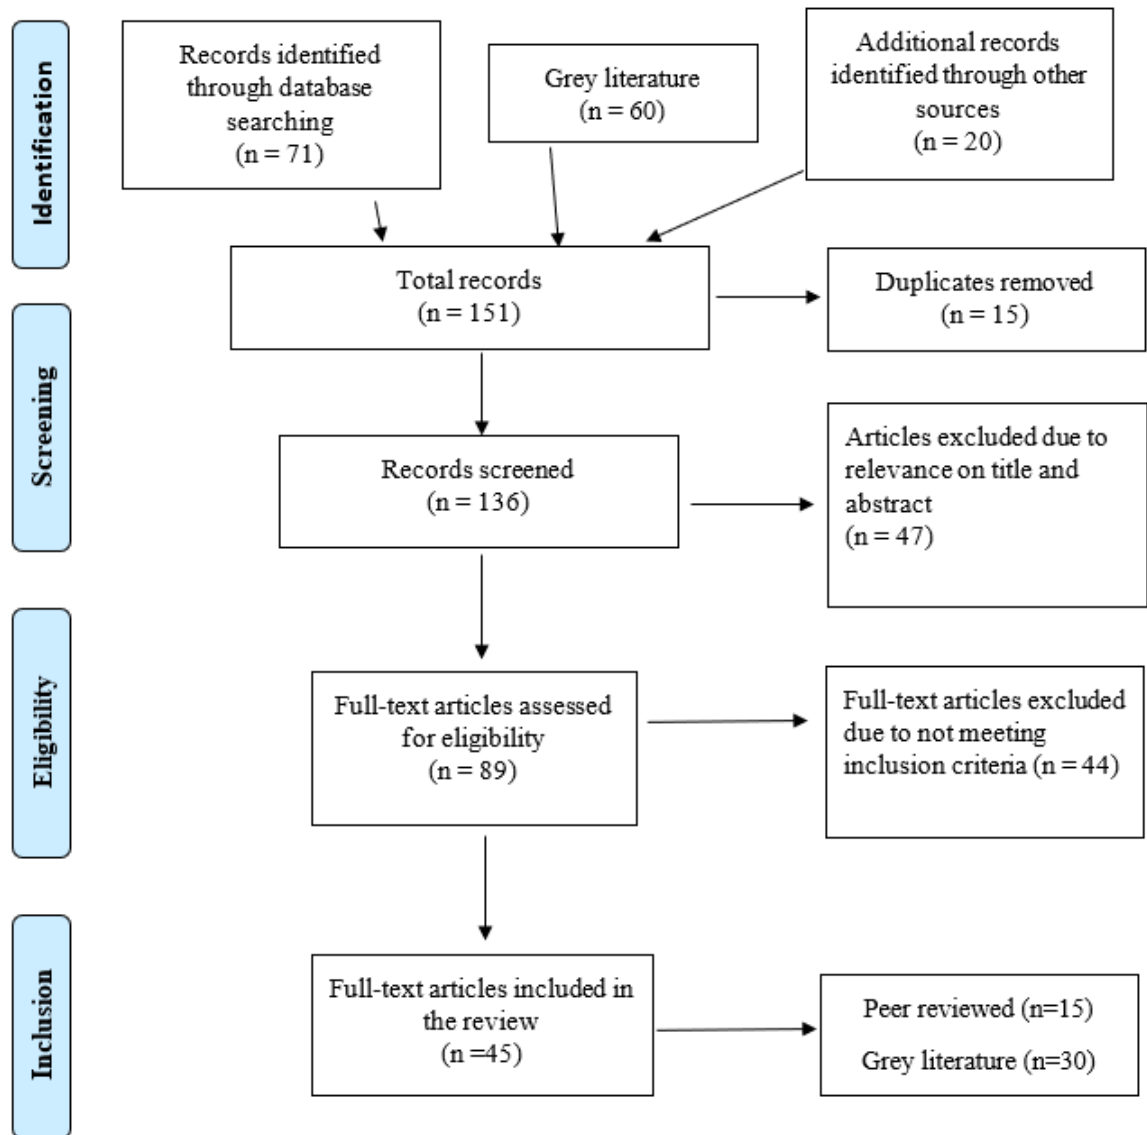 Identification
Records identified
through database
searching
(n = 71)
Grey literature
(n = 60)
Additional records
identified through other
sources
(n = 20)
Total records
(n = 151)
Duplicates removed
(n = 15)
Screening
Records screened
(n = 136)
Articles excluded due to
relevance on title and
abstract
(n = 47)
Eligibility
Full-text articles assessed
for eligibility
(n = 89)
Full-text articles excluded
due to not meeting
inclusion criteria (n = 44)
Inclusion
Full-text articles included in
the review
(n =45)
Peer reviewed (n=15)
Grey literature (n=30)